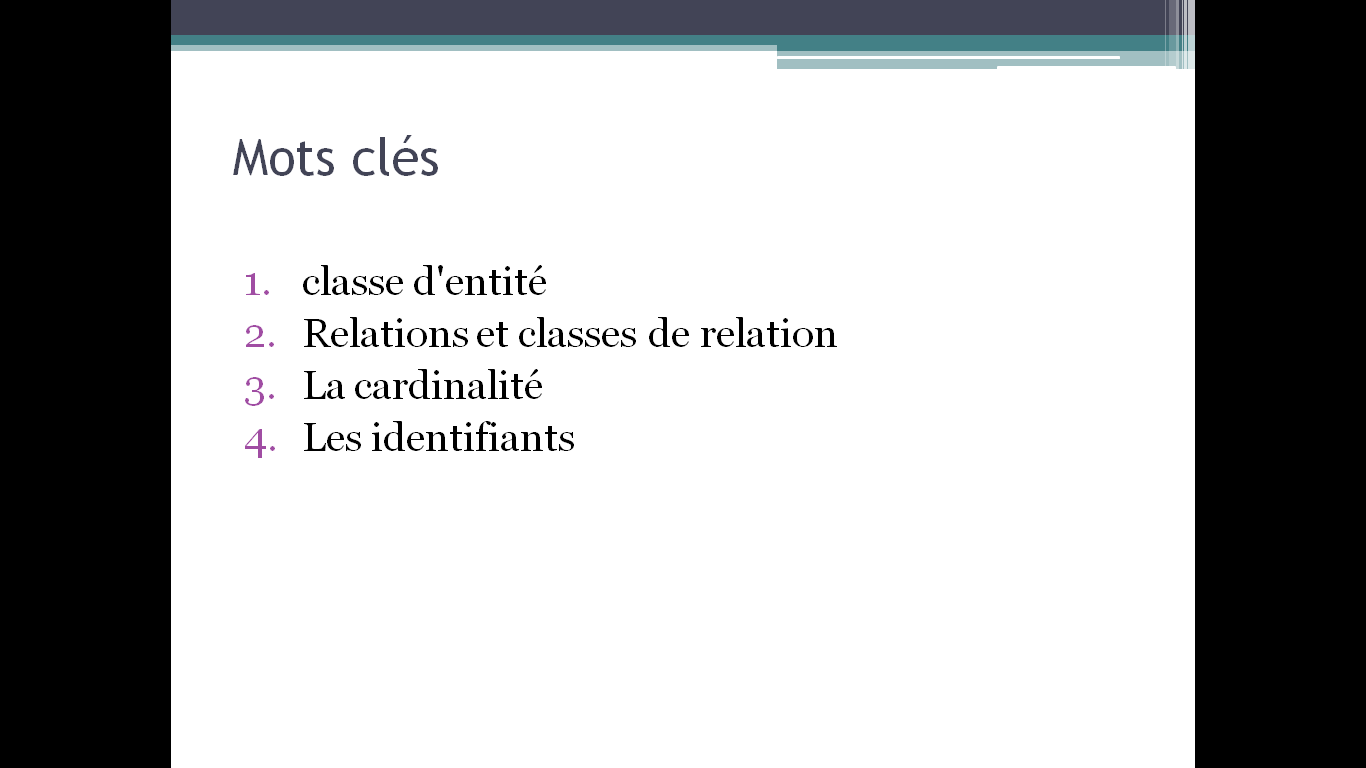 Mots clés
1. classe d'entité
2. Relations et classes de relation
3. La cardinalité
4. Les identifiants